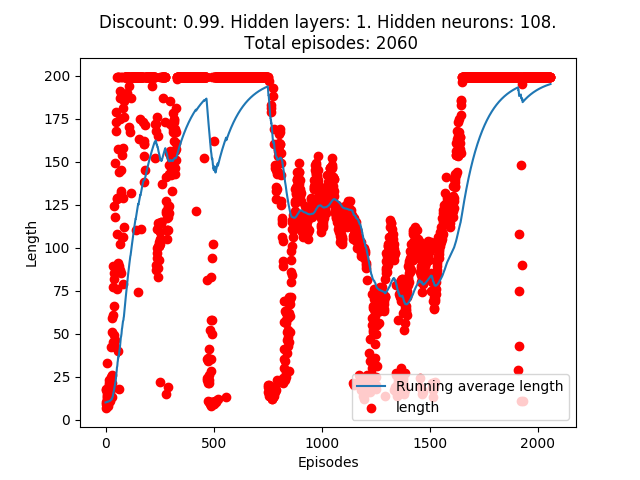 Discount: 0.99. Hidden layers: 1. Hidden neurons: 108.
Total episodes: 2060
200
175
150
125
100
75
50
25
0
Length
Running average length
length
0
500
1000
1500
2000
Episodes